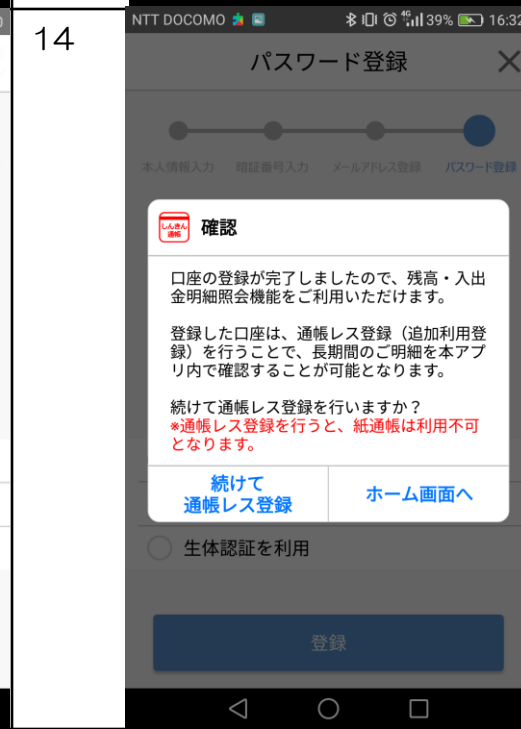 14
NTT DOCOMO 4G 39% 16:32
パスワード登録
本人情報入力 暗証番号入力 メールアドレス登録 パスワード登録
しんきん
通帳
確認
口座の登録が完了しましたので、残高・入出
金明細照会機能をご利用いただけます。
登録した口座は、通帳レス登録（追加利用登
録）を行うことで、長期間のご明細を本アプ
リ内で確認することが可能となります。
続けて通帳レス登録を行いますか？
※通帳レス登録を行うと、紙通帳は利用不可
となります。
続けて
通帳レス登録
ホーム画面へ
生体認証を利用
登録